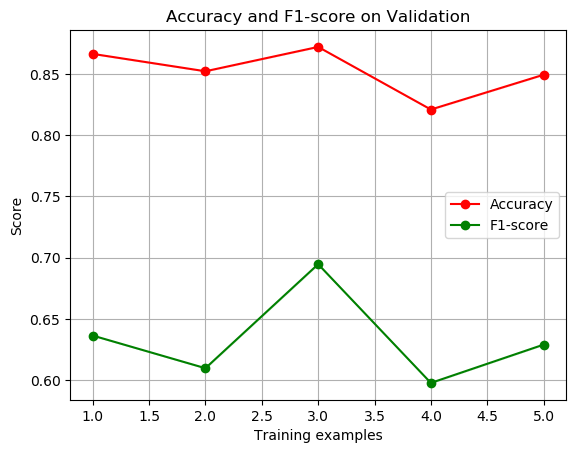 Accuracy and F1-score on Validation
Score
0.85
0.80
0.75
0.70
0.65
0.60
Accuracy
F1-score
1.0 1.5 2.0 2.5 3.0 3.5 4.0 4.5 5.0
Training examples